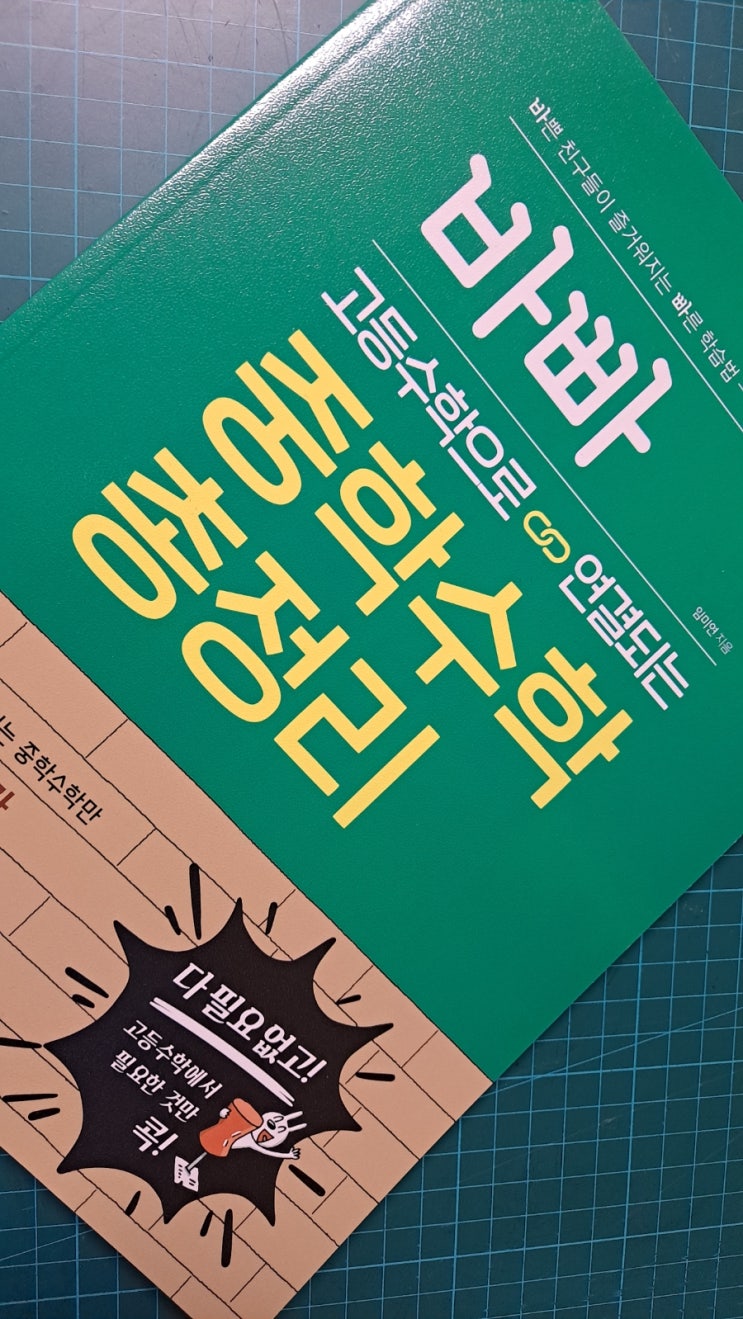 바쁜 친구들이 즐거워지는 빠른 학습법
바빠
고등수학으로 연결되는
임미연 지음
중학수학
총정리
는 중학수학만
다 필요 없고!
고등수학에서
필요한 것만
콕!